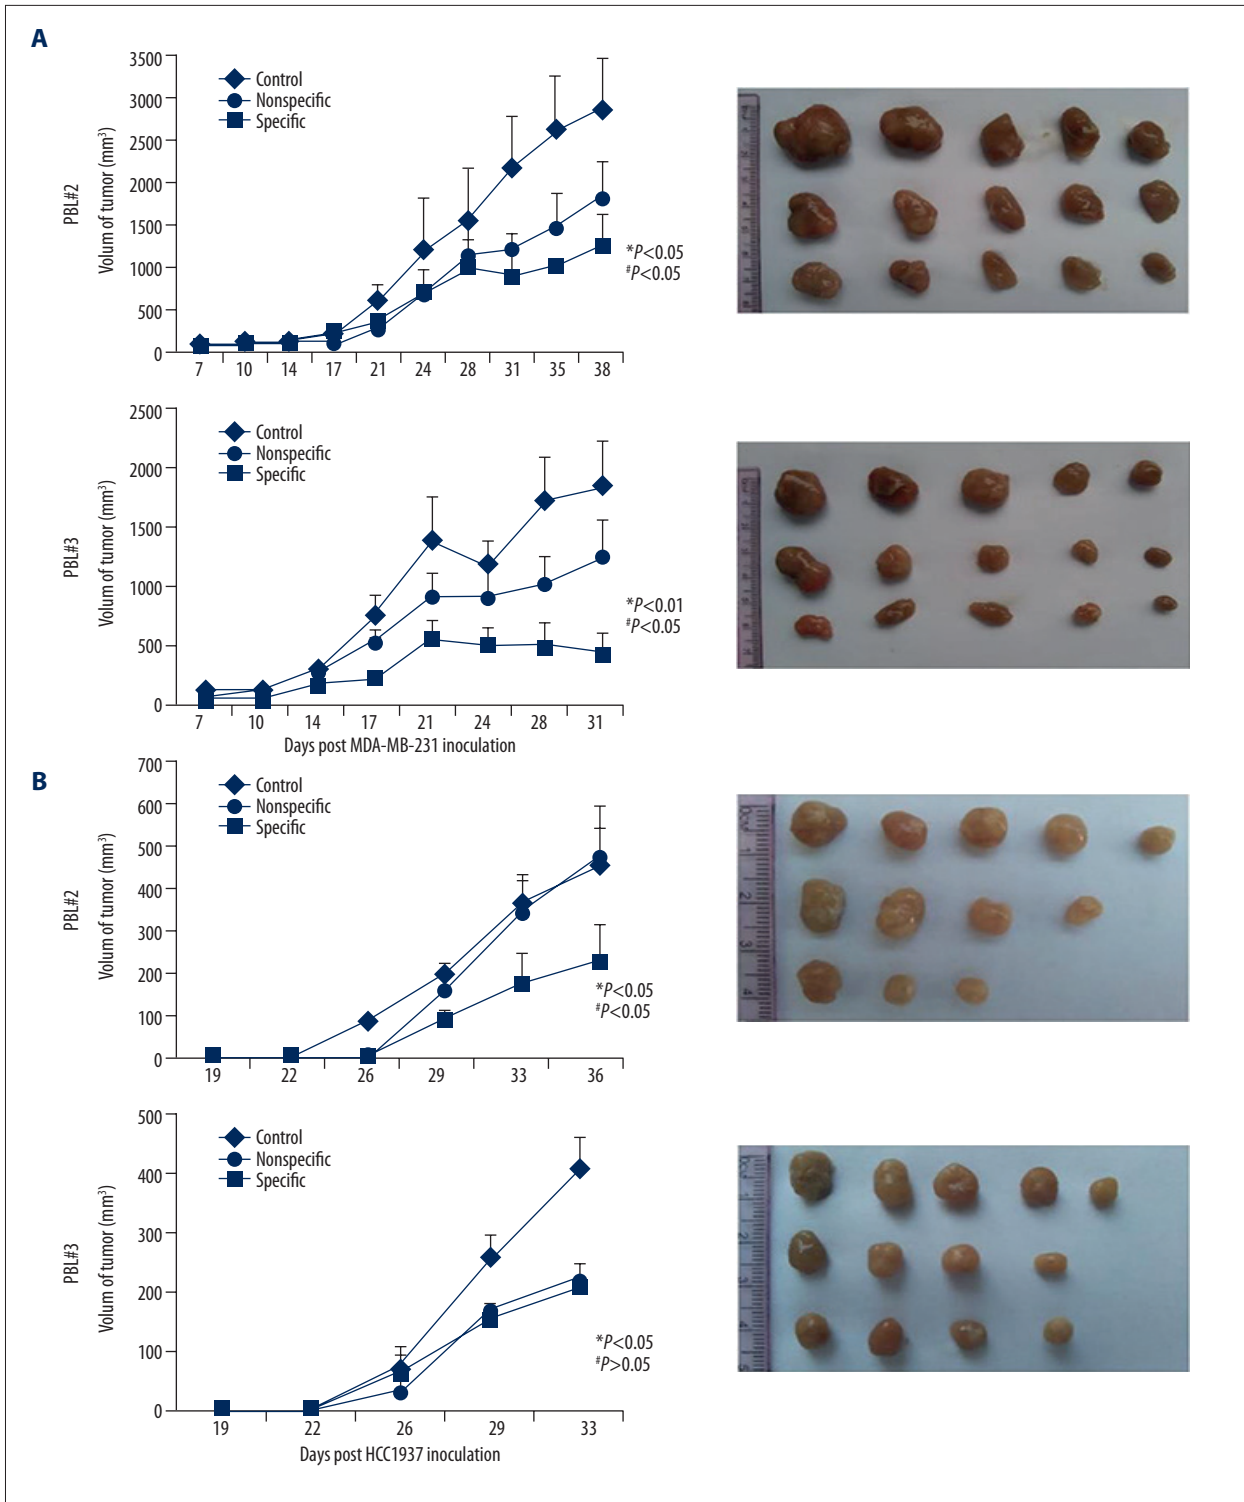 A
PBL#2
Volum of tumor (mm³)
3500
3000
2500
2000
1500
1000
500
0
Control
Nonspecific
Specific
*P<0.05
#P<0.05
7 10 14 17 21 24 28 31 35 38
PBL#3
Volum of tumor (mm³)
2500
2000
1500
1000
500
0
Control
Nonspecific
Specific
*P<0.01
#P<0.05
7 10 14 17 21 24 28 31
Days post MDA-MB-231 inoculation
B
PBL#2
Volum of tumor (mm³)
700
600
500
400
300
200
100
0
Control
Nonspecific
Specific
*P<0.05
#P<0.05
19 22 26 29 33 36
1
2
3
4
PBL#3
Volum of tumor (mm³)
500
400
300
200
100
0
Control
Nonspecific
Specific
*P<0.05
#P>0.05
19 22 26 29 33
Days post HCC1937 inoculation